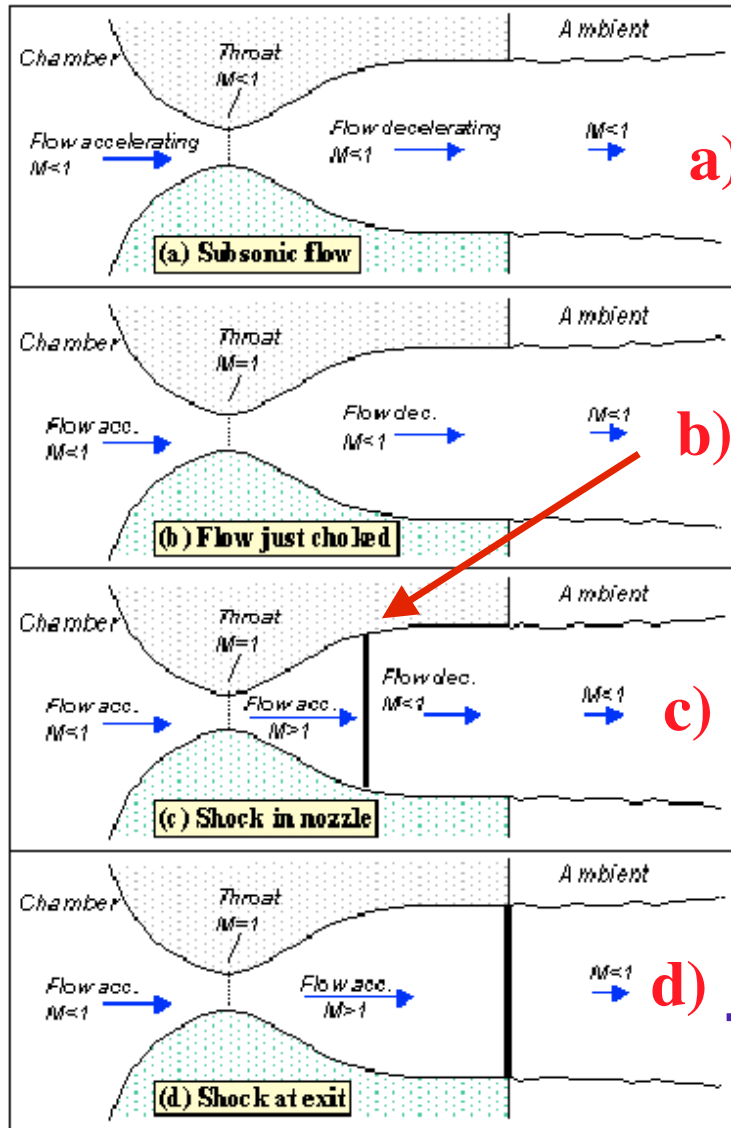 Ambient
Chamber
Throat
M<1
Flow accelerating
M<1
Flow decelerating
M<1
M<1
a)
(a) Subsonic flow
Ambient
Chamber
Throat
M=1
Flow acc.
M<1
Flow dec.
M<1
M<1
b)
(b) Flow just choked
Ambient
Chamber
Throat
M=1
Flow acc.
M<1
Flow acc.
M>1
Flow dec.
M<1
M<1
c)
(c) Shock in nozzle
Ambient
Chamber
Throat
M=1
Flow acc.
M<1
Flow acc.
M>1
M<1
d)
(d) Shock at exit